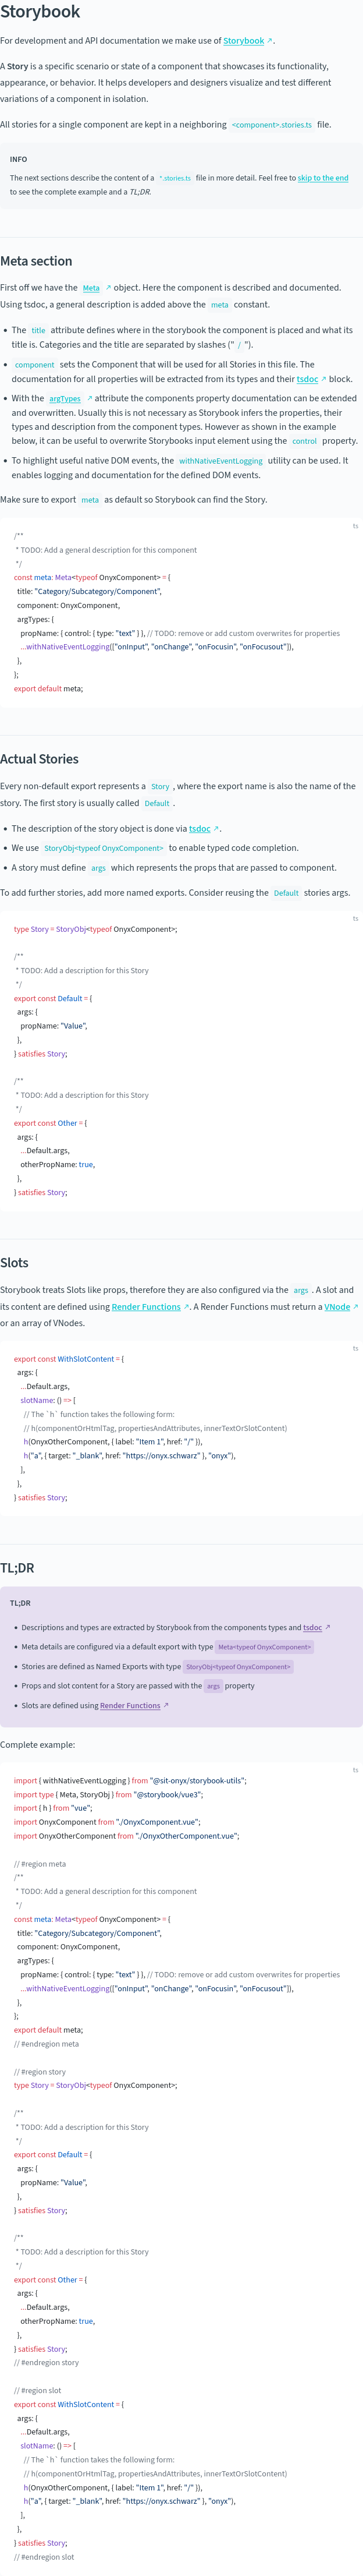 Storybook
For development and API documentation we make use of Storybook ↗.
A Story is a specific scenario or state of a component that showcases its functionality,
appearance, or behavior. It helps developers and designers visualize and test different
variations of a component in isolation.
All stories for a single component are kept in a neighboring <component>.stories.ts file.
INFO
The next sections describe the content of a *.stories.ts file in more detail. Feel free to skip to the end
to see the complete example and a TL;DR.
Meta section
First off we have the Meta ↗ object. Here the component is described and documented.
Using tsdoc, a general description is added above the meta constant.
• The title attribute defines where in the storybook the component is placed and what its
title is. Categories and the title are separated by slashes (" / ").
• component sets the Component that will be used for all Stories in this file. The
documentation for all properties will be extracted from its types and their tsdoc ↗ block.
• With the argTypes ↗ attribute the components property documentation can be extended
and overwritten. Usually this is not necessary as Storybook infers the properties, their
types and description from the component types. However as shown in the example
below, it can be useful to overwrite Storybooks input element using the control property.
• To highlight useful native DOM events, the withNativeEventLogging utility can be used. It
enables logging and documentation for the defined DOM events.
Make sure to export meta as default so Storybook can find the Story.
ts
/**
 * TODO: Add a general description for this component
 */
const meta: Meta<typeof OnyxComponent> = {
  title: "Category/Subcategory/Component",
  component: OnyxComponent,
  argTypes: {
    propName: { control: { type: "text" } }, // TODO: remove or add custom overwrites for properties
    ...withNativeEventLogging(["onInput", "onChange", "onFocusin", "onFocusout"]),
  },
};
export default meta;
Actual Stories
Every non-default export represents a Story, where the export name is also the name of the
story. The first story is usually called Default.
• The description of the story object is done via tsdoc ↗.
• We use StoryObj<typeof OnyxComponent> to enable typed code completion.
• A story must define args which represents the props that are passed to component.
To add further stories, add more named exports. Consider reusing the Default stories args.
ts
type Story = StoryObj<typeof OnyxComponent>;
/**
 * TODO: Add a description for this Story
 */
export const Default = {
  args: {
    propName: "Value",
  },
} satisfies Story;
/**
 * TODO: Add a description for this Story
 */
export const Other = {
  args: {
    ...Default.args,
    otherPropName: true,
  },
} satisfies Story;
Slots
Storybook treats Slots like props, therefore they are also configured via the args. A slot and
its content are defined using Render Functions ↗. A Render Functions must return a VNode ↗
or an array of VNodes.
ts
export const WithSlotContent = {
  args: {
    ...Default.args,
    slotName: () => [
      // The `h` function takes the following form:
      // h(componentOrHtmlTag, propertiesAndAttributes, innerTextOrSlotContent)
      h(OnyxOtherComponent, { label: "Item 1", href: "/" }),
      h("a", { target: "_blank", href: "https://onyx.schwarz" }, "onyx"),
    ],
  },
} satisfies Story;
TL;DR
TL;DR
• Descriptions and types are extracted by Storybook from the components types and tsdoc ↗
• Meta details are configured via a default export with type Meta<typeof OnyxComponent>
• Stories are defined as Named Exports with type StoryObj<typeof OnyxComponent>
• Props and slot content for a Story are passed with the args property
• Slots are defined using Render Functions ↗
Complete example:
ts
import { withNativeEventLogging } from "@sit-onyx/storybook-utils";
import type { Meta, StoryObj } from "@storybook/vue3";
import { h } from "vue";
import OnyxComponent from "./OnyxComponent.vue";
import OnyxOtherComponent from "./OnyxOtherComponent.vue";
// #region meta
/**
 * TODO: Add a general description for this component
 */
const meta: Meta<typeof OnyxComponent> = {
  title: "Category/Subcategory/Component",
  component: OnyxComponent,
  argTypes: {
    propName: { control: { type: "text" } }, // TODO: remove or add custom overwrites for properties
    ...withNativeEventLogging(["onInput", "onChange", "onFocusin", "onFocusout"]),
  },
};
export default meta;
// #endregion meta
// #region story
type Story = StoryObj<typeof OnyxComponent>;
/**
 * TODO: Add a description for this Story
 */
export const Default = {
  args: {
    propName: "Value",
  },
} satisfies Story;
/**
 * TODO: Add a description for this Story
 */
export const Other = {
  args: {
    ...Default.args,
    otherPropName: true,
  },
} satisfies Story;
// #endregion story
// #region slot
export const WithSlotContent = {
  args: {
    ...Default.args,
    slotName: () => [
      // The `h` function takes the following form:
      // h(componentOrHtmlTag, propertiesAndAttributes, innerTextOrSlotContent)
      h(OnyxOtherComponent, { label: "Item 1", href: "/" }),
      h("a", { target: "_blank", href: "https://onyx.schwarz" }, "onyx"),
    ],
  },
} satisfies Story;
// #endregion slot